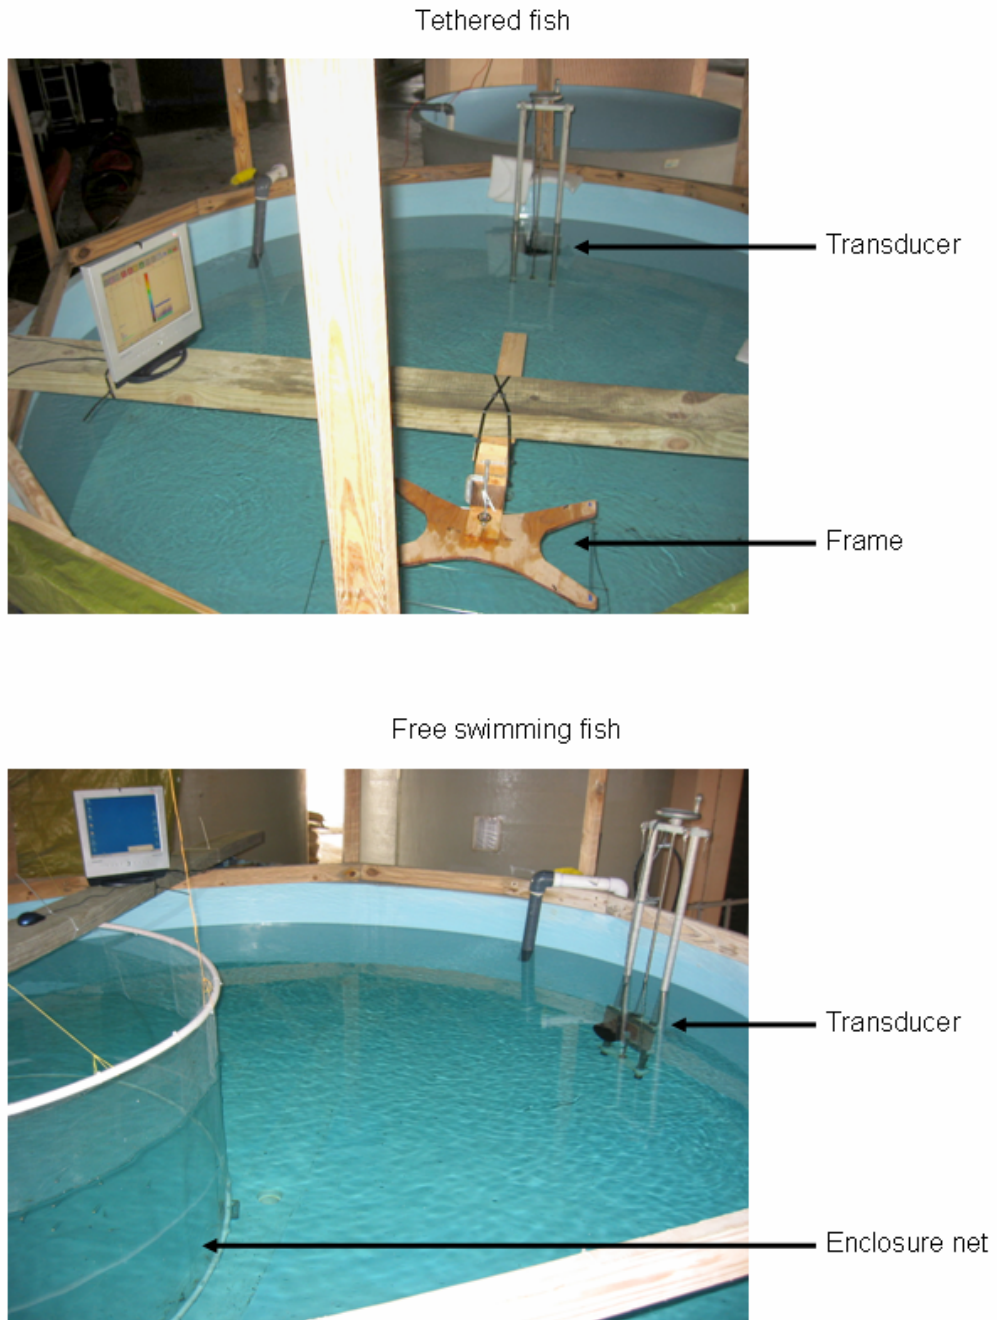 Tethered fish
Transducer
Frame
Free swimming fish
Transducer
Enclosure net